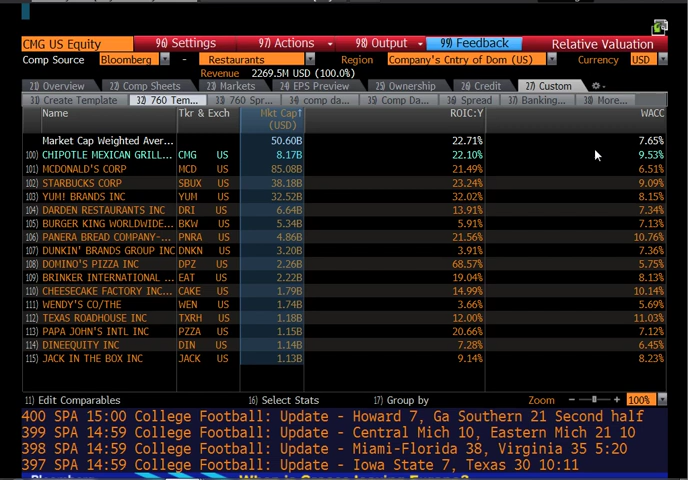 CMG US Equity 96) Settings 97) Actions 98) Output 99) Feedback Relative Valuation
Comp Source Bloomberg - Restaurants Region Company's Cntry of Dom (US) Currency USD
Revenue 2269.5M USD (100.0%)
21) Overview 22) Comp Sheets 23) Markets 24) EPS Preview 25) Ownership 26) Credit 27) Custom
31) Create Template 32) 760 Tem... 33) 760 Spr... 34) comp da... 35) Comp Da... 36) Spread 37) Banking... 38) More...
Name Tkr & Exch Mkt Cap↑ ROIC:Y WACC
(USD)
Market Cap Weighted Aver... 50.60B 22.71% 7.65%
100) CHIPOTLE MEXICAN GRILL... CMG US 8.17B 22.10% 9.53%
101) MCDONALD'S CORP MCD US 85.08B 21.49% 6.51%
102) STARBUCKS CORP SBUX US 38.18B 23.24% 9.09%
103) YUM! BRANDS INC YUM US 32.52B 32.02% 8.15%
104) DARDEN RESTAURANTS INC DRI US 6.64B 13.91% 7.34%
105) BURGER KING WORLDWIDE... BKW US 5.34B 5.91% 7.13%
106) PANERA BREAD COMPANY-... PNRA US 4.86B 21.56% 10.76%
107) DUNKIN' BRANDS GROUP INC DNKN US 3.20B 3.91% 7.36%
108) DOMINO'S PIZZA INC DPZ US 2.26B 68.57% 5.75%
109) BRINKER INTERNATIONAL ... EAT US 2.22B 19.04% 8.13%
110) CHEESECAKE FACTORY INC... CAKE US 1.79B 14.99% 10.14%
111) WENDY'S CO/THE WEN US 1.74B 3.66% 5.69%
112) TEXAS ROADHOUSE INC TXRH US 1.18B 12.00% 11.03%
113) PAPA JOHN'S INTL INC PZZA US 1.15B 20.66% 7.12%
114) DINEEQUITY INC DIN US 1.14B 7.28% 6.45%
115) JACK IN THE BOX INC JACK US 1.13B 9.14% 8.23%
11) Edit Comparables 16) Select Stats 17) Group by Zoom - + 100%
400 SPA 15:00 College Football: Update - Howard 7, Ga Southern 21 Second half
399 SPA 14:59 College Football: Update - Central Mich 10, Eastern Mich 21 10
398 SPA 14:59 College Football: Update - Miami-Florida 38, Virginia 35 5:20
397 SPA 14:59 College Football: Update - Iowa State 7, Texas 30 10:11